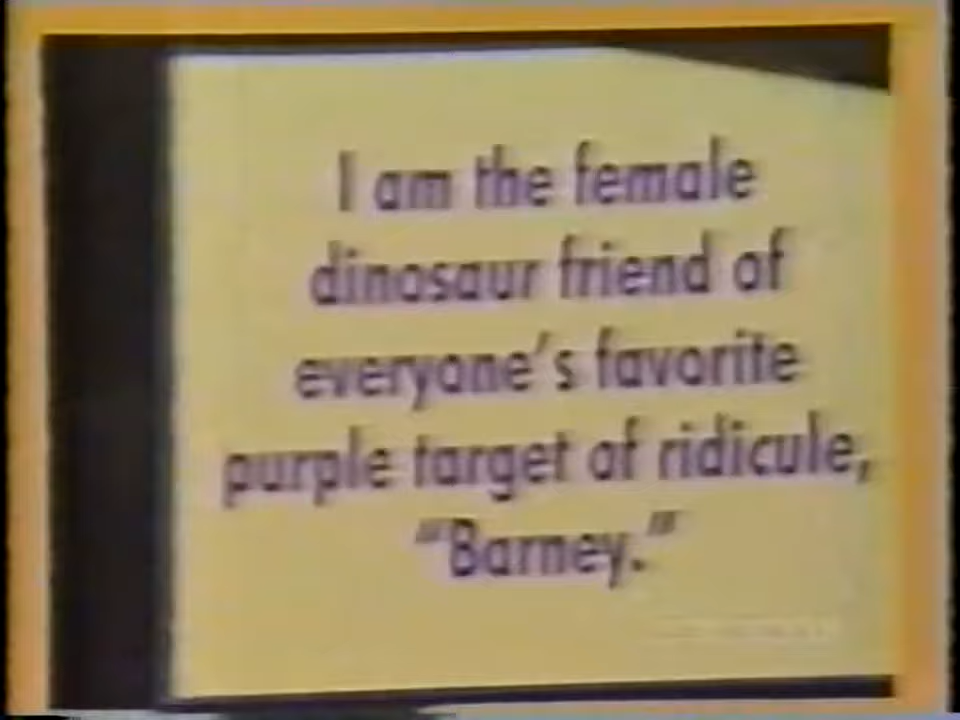 I am the female
dinosaur friend of
everyone's favorite
purple target of ridicule,
"Barney."